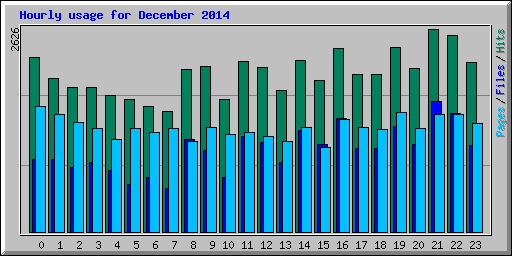 Hourly usage for December 2014
2626
Pages / Files / Hits
0 1 2 3 4 5 6 7 8 9 10 11 12 13 14 15 16 17 18 19 20 21 22 23